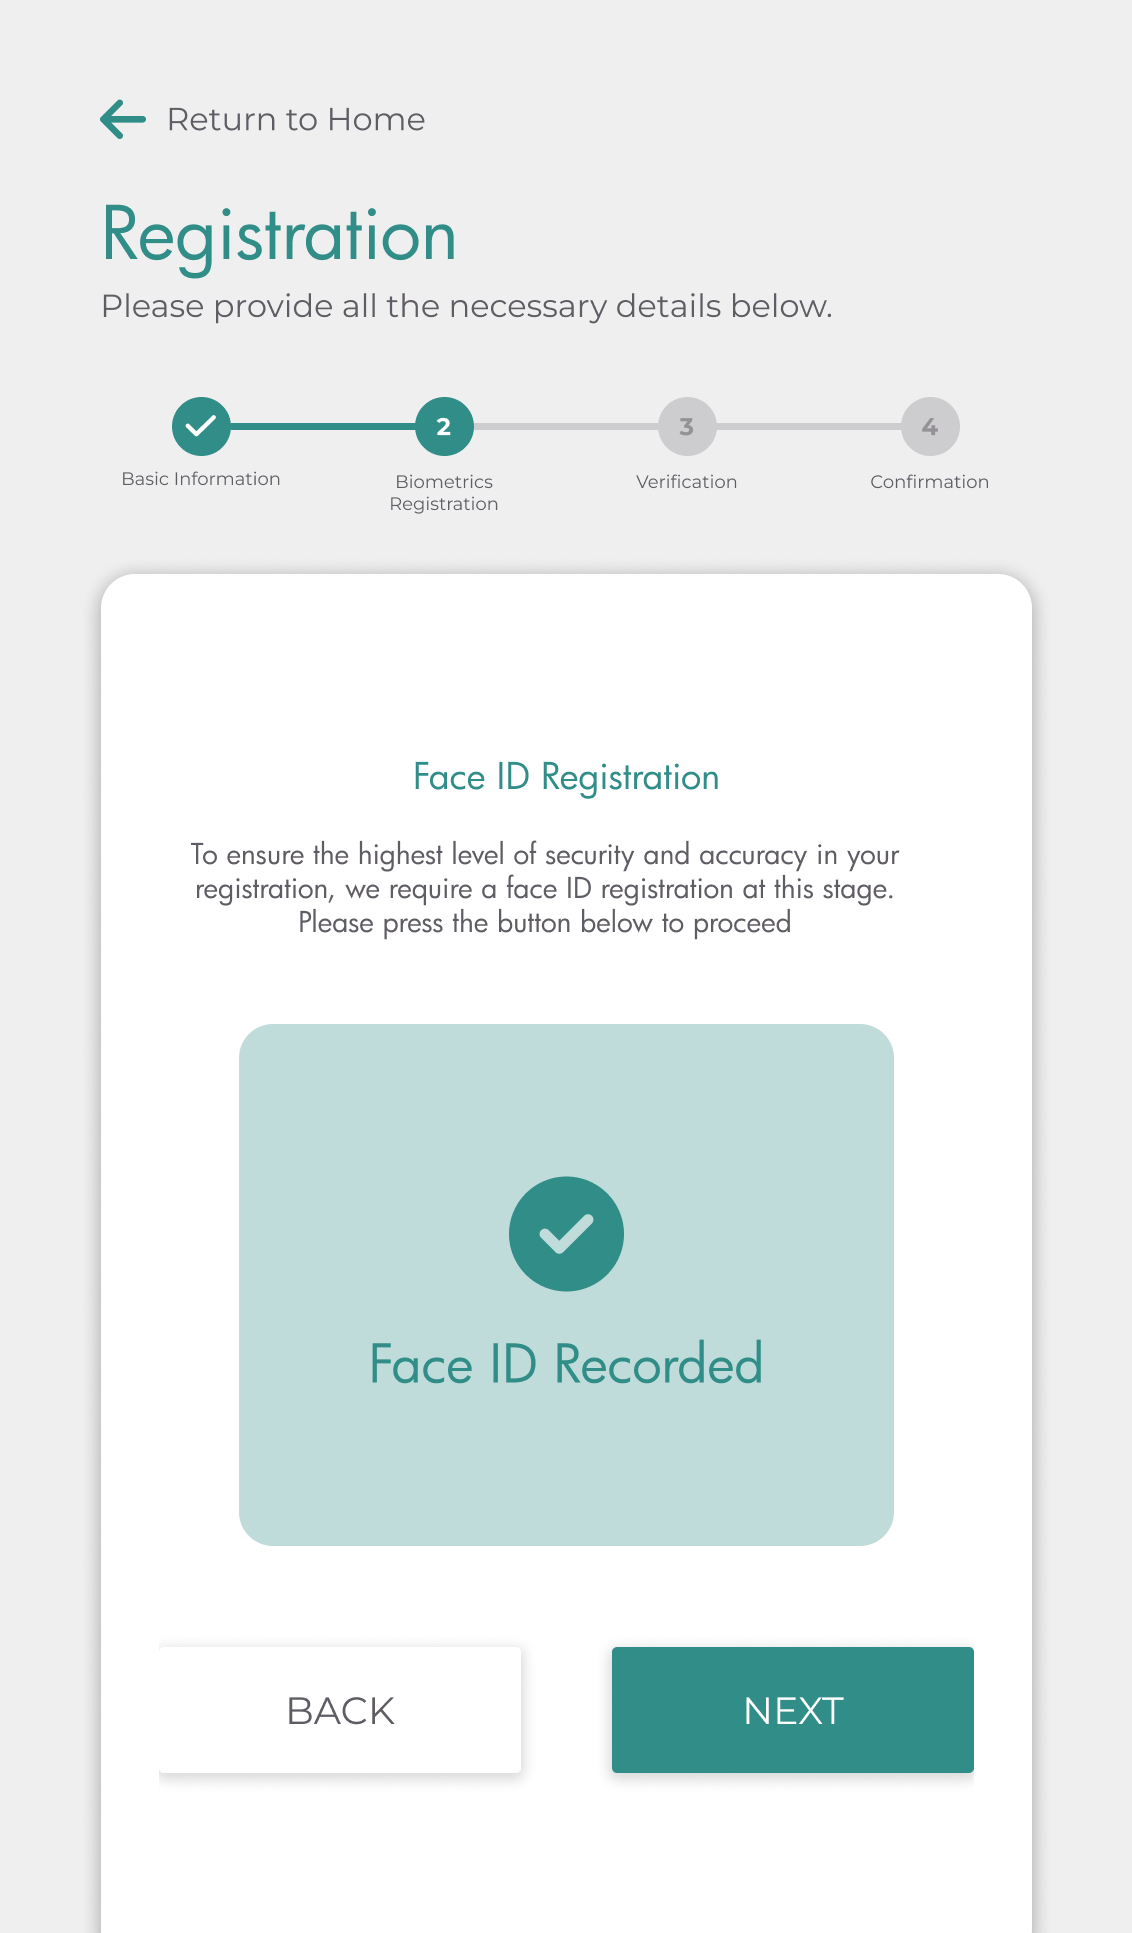 Return to Home
Registration
Please provide all the necessary details below.
2
3
4
Basic Information
Biometrics
Registration
Verification
Confirmation
Face ID Registration
To ensure the highest level of security and accuracy in your
registration, we require a face ID registration at this stage.
Please press the button below to proceed
Face ID Recorded
BACK
NEXT